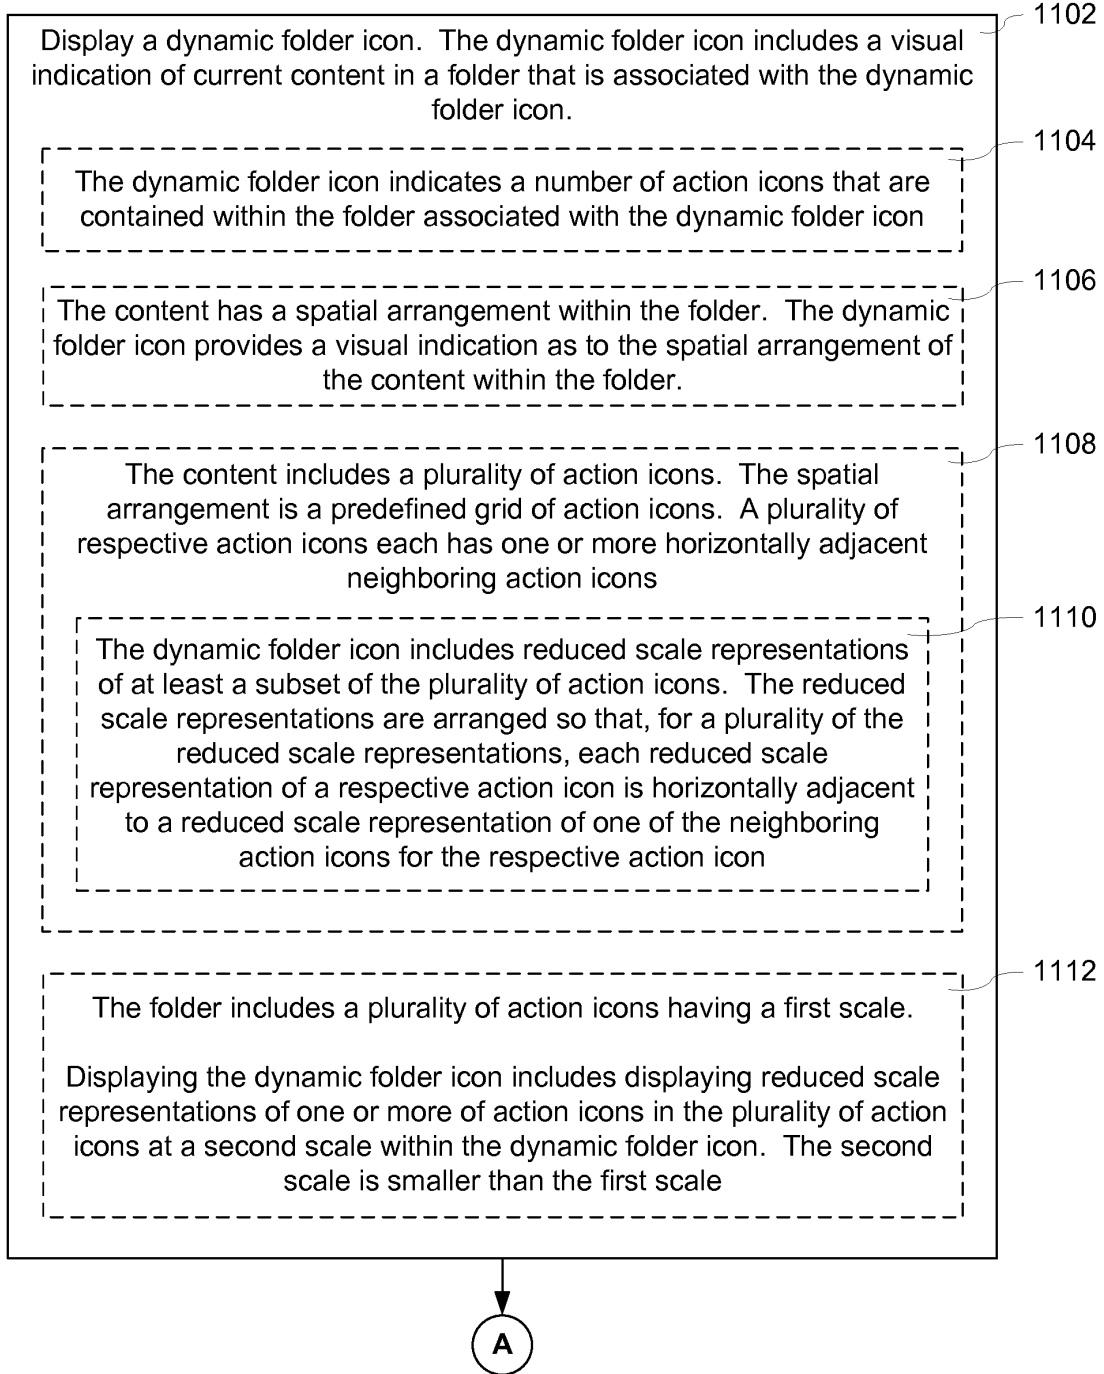 1102
Display a dynamic folder icon.  The dynamic folder icon includes a visual
indication of current content in a folder that is associated with the dynamic
folder icon.
1104
The dynamic folder icon indicates a number of action icons that are
contained within the folder associated with the dynamic folder icon
1106
The content has a spatial arrangement within the folder.  The dynamic
folder icon provides a visual indication as to the spatial arrangement of
the content within the folder.
1108
The content includes a plurality of action icons.  The spatial
arrangement is a predefined grid of action icons.  A plurality of
respective action icons each has one or more horizontally adjacent
neighboring action icons
1110
The dynamic folder icon includes reduced scale representations
of at least a subset of the plurality of action icons.  The reduced
scale representations are arranged so that, for a plurality of the
reduced scale representations, each reduced scale
representation of a respective action icon is horizontally adjacent
to a reduced scale representation of one of the neighboring
action icons for the respective action icon
1112
The folder includes a plurality of action icons having a first scale.
Displaying the dynamic folder icon includes displaying reduced scale
representations of one or more of action icons in the plurality of action
icons at a second scale within the dynamic folder icon.  The second
scale is smaller than the first scale
A